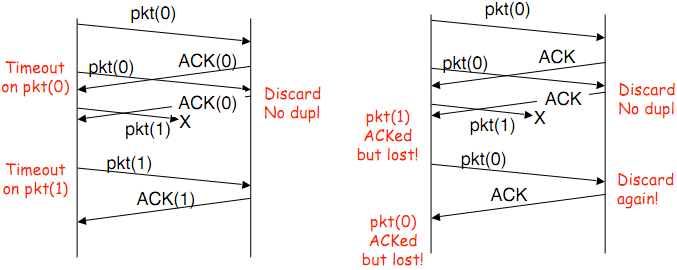 pkt(0)
Timeout
on pkt(0)
pkt(0)
ACK(0)
ACK(0)
Discard
No dupl
pkt(1)
X
Timeout
on pkt(1)
pkt(1)
ACK(1)
pkt(0)
ACK
pkt(0)
ACK
Discard
No dupl
pkt(1)
ACKed
but lost!
pkt(1)
X
pkt(0)
ACK
Discard
again!
pkt(0)
ACKed
but lost!